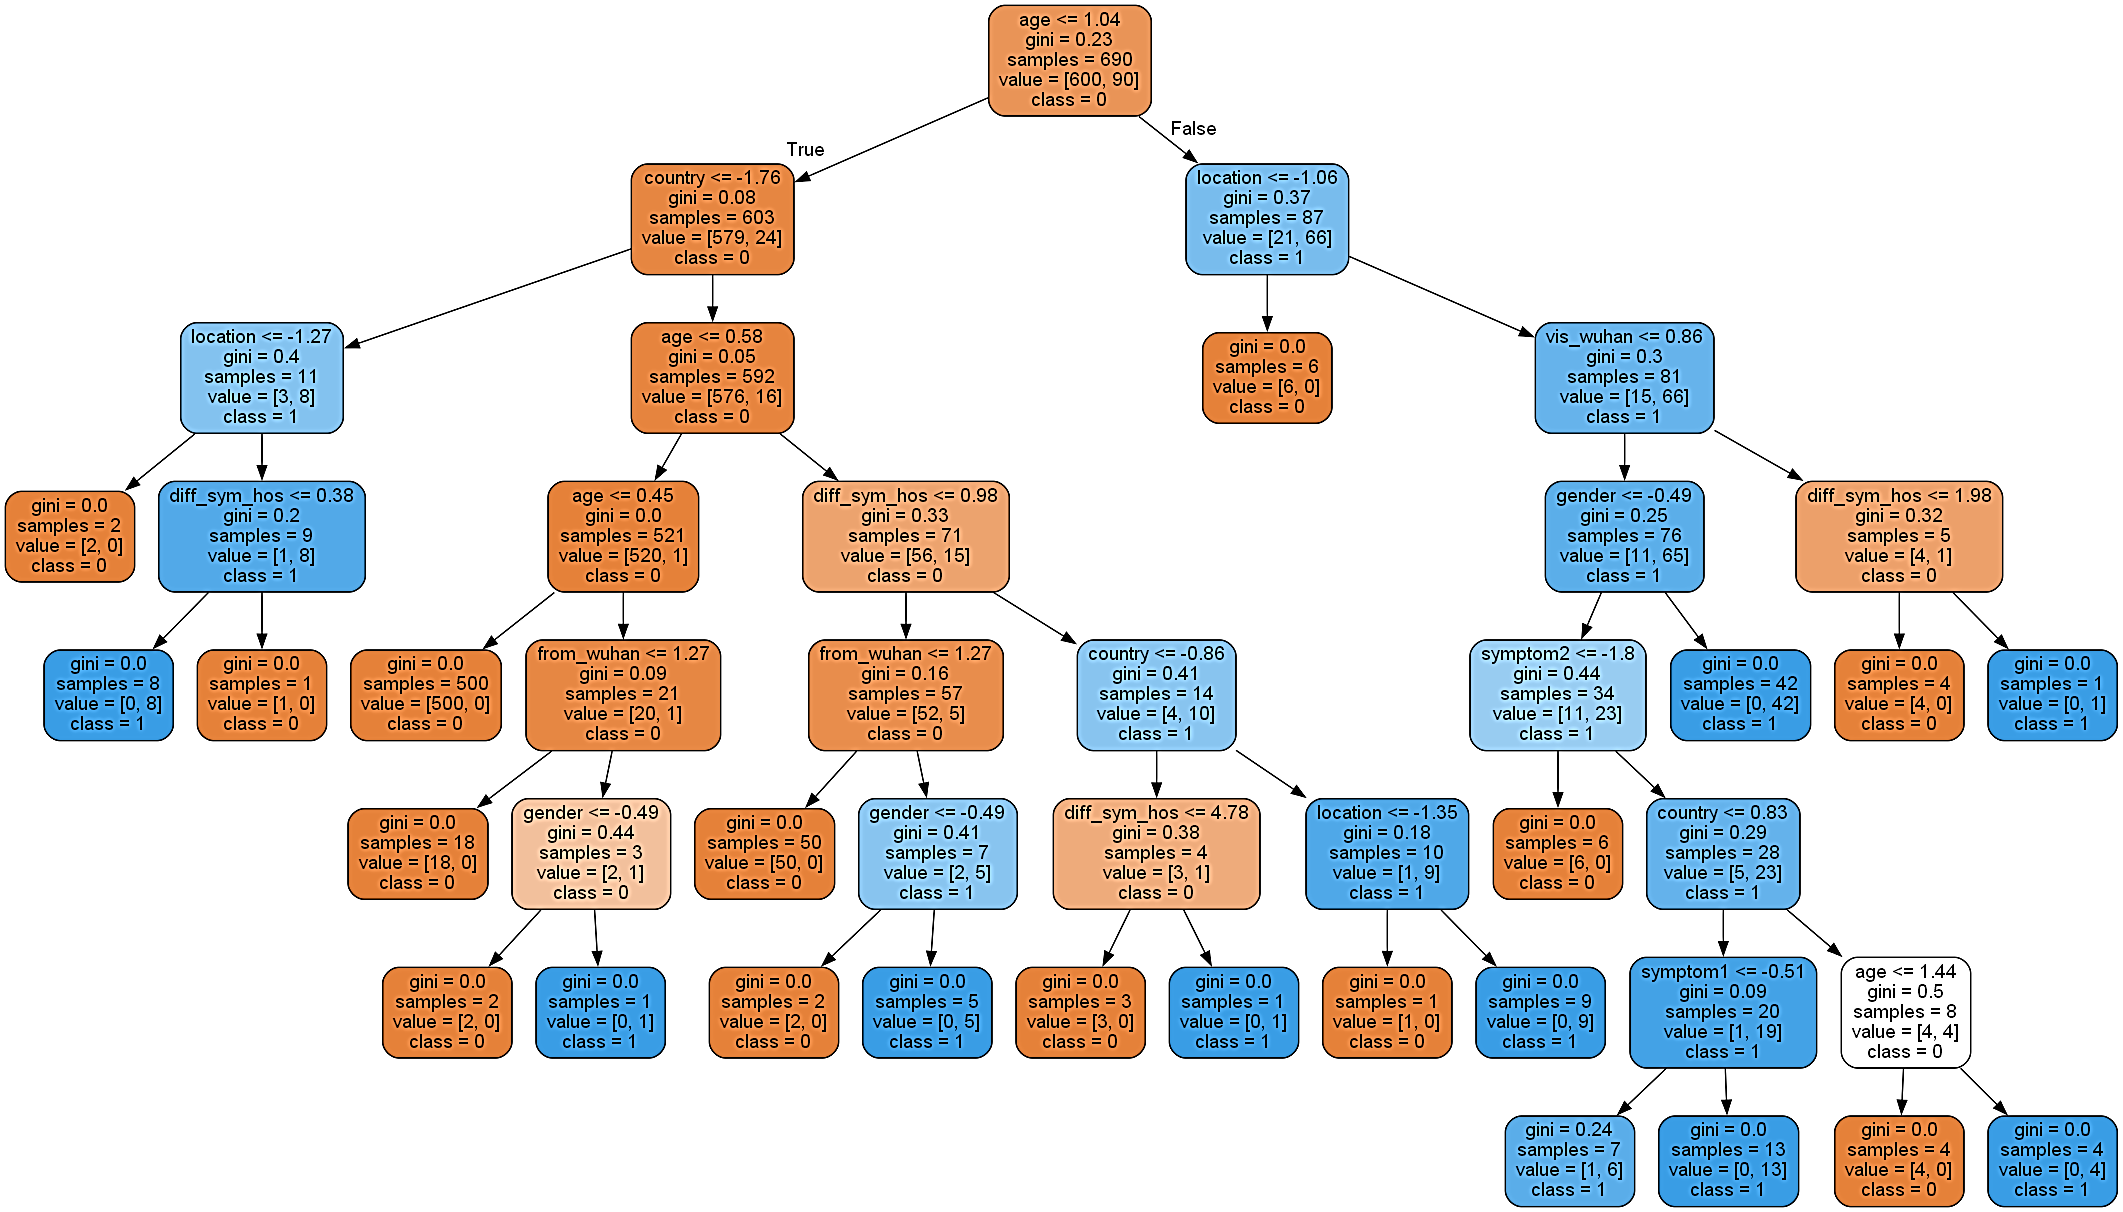 age <= 1.04
gini = 0.23
samples = 690
value = [600, 90]
class = 0
True
False
country <= -1.76
gini = 0.08
samples = 603
value = [579, 24]
class = 0
location <= -1.06
gini = 0.37
samples = 87
value = [21, 66]
class = 1
location <= -1.27
gini = 0.4
samples = 11
value = [3, 8]
class = 1
age <= 0.58
gini = 0.05
samples = 592
value = [576, 16]
class = 0
gini = 0.0
samples = 6
value = [6, 0]
class = 0
vis_wuhan <= 0.86
gini = 0.3
samples = 81
value = [15, 66]
class = 1
gini = 0.0
samples = 2
value = [2, 0]
class = 0
diff_sym_hos <= 0.38
gini = 0.2
samples = 9
value = [1, 8]
class = 1
age <= 0.45
gini = 0.0
samples = 521
value = [520, 1]
class = 0
diff_sym_hos <= 0.98
gini = 0.33
samples = 71
value = [56, 15]
class = 0
gender <= -0.49
gini = 0.25
samples = 76
value = [11, 65]
class = 1
diff_sym_hos <= 1.98
gini = 0.32
samples = 5
value = [4, 1]
class = 0
gini = 0.0
samples = 8
value = [0, 8]
class = 1
gini = 0.0
samples = 1
value = [1, 0]
class = 0
gini = 0.0
samples = 500
value = [500, 0]
class = 0
from_wuhan <= 1.27
gini = 0.09
samples = 21
value = [20, 1]
class = 0
from_wuhan <= 1.27
gini = 0.16
samples = 57
value = [52, 5]
class = 0
country <= -0.86
gini = 0.41
samples = 14
value = [4, 10]
class = 1
symptom2 <= -1.8
gini = 0.44
samples = 34
value = [11, 23]
class = 1
gini = 0.0
samples = 42
value = [0, 42]
class = 1
gini = 0.0
samples = 4
value = [4, 0]
class = 0
gini = 0.0
samples = 1
value = [0, 1]
class = 1
gini = 0.0
samples = 18
value = [18, 0]
class = 0
gender <= -0.49
gini = 0.44
samples = 3
value = [2, 1]
class = 0
gini = 0.0
samples = 50
value = [50, 0]
class = 0
gender <= -0.49
gini = 0.41
samples = 7
value = [2, 5]
class = 1
diff_sym_hos <= 4.78
gini = 0.38
samples = 4
value = [3, 1]
class = 0
location <= -1.35
gini = 0.18
samples = 10
value = [1, 9]
class = 1
gini = 0.0
samples = 6
value = [6, 0]
class = 0
country <= 0.83
gini = 0.29
samples = 28
value = [5, 23]
class = 1
gini = 0.0
samples = 2
value = [2, 0]
class = 0
gini = 0.0
samples = 1
value = [0, 1]
class = 1
gini = 0.0
samples = 2
value = [2, 0]
class = 0
gini = 0.0
samples = 5
value = [0, 5]
class = 1
gini = 0.0
samples = 3
value = [3, 0]
class = 0
gini = 0.0
samples = 1
value = [0, 1]
class = 1
gini = 0.0
samples = 1
value = [1, 0]
class = 0
gini = 0.0
samples = 9
value = [0, 9]
class = 1
symptom1 <= -0.51
gini = 0.09
samples = 20
value = [1, 19]
class = 1
age <= 1.44
gini = 0.5
samples = 8
value = [4, 4]
class = 0
gini = 0.24
samples = 7
value = [1, 6]
class = 1
gini = 0.0
samples = 13
value = [0, 13]
class = 1
gini = 0.0
samples = 4
value = [4, 0]
class = 0
gini = 0.0
samples = 4
value = [0, 4]
class = 1